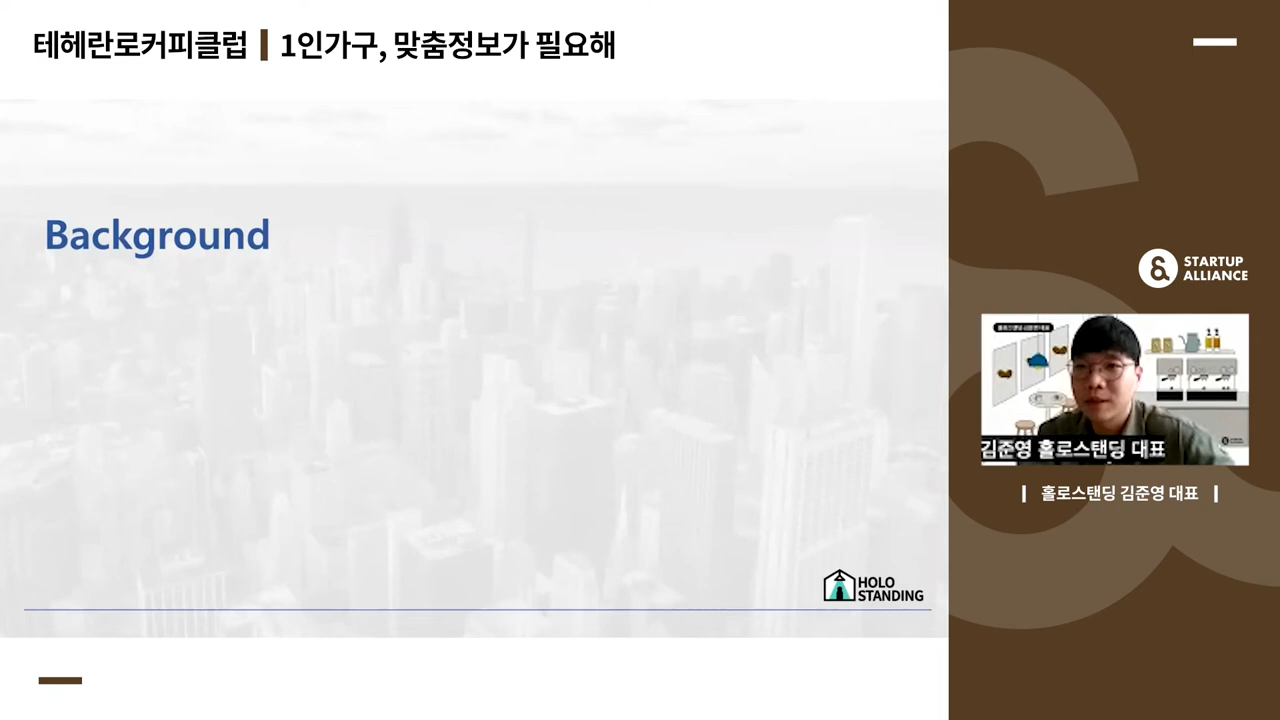 테헤란로커피클럽 | 1인가구, 맞춤정보가 필요해
Background
HOLO
STANDING
STARTUP
ALLIANCE
김준영 홀로스탠딩 대표
| 홀로스탠딩 김준영 대표 |